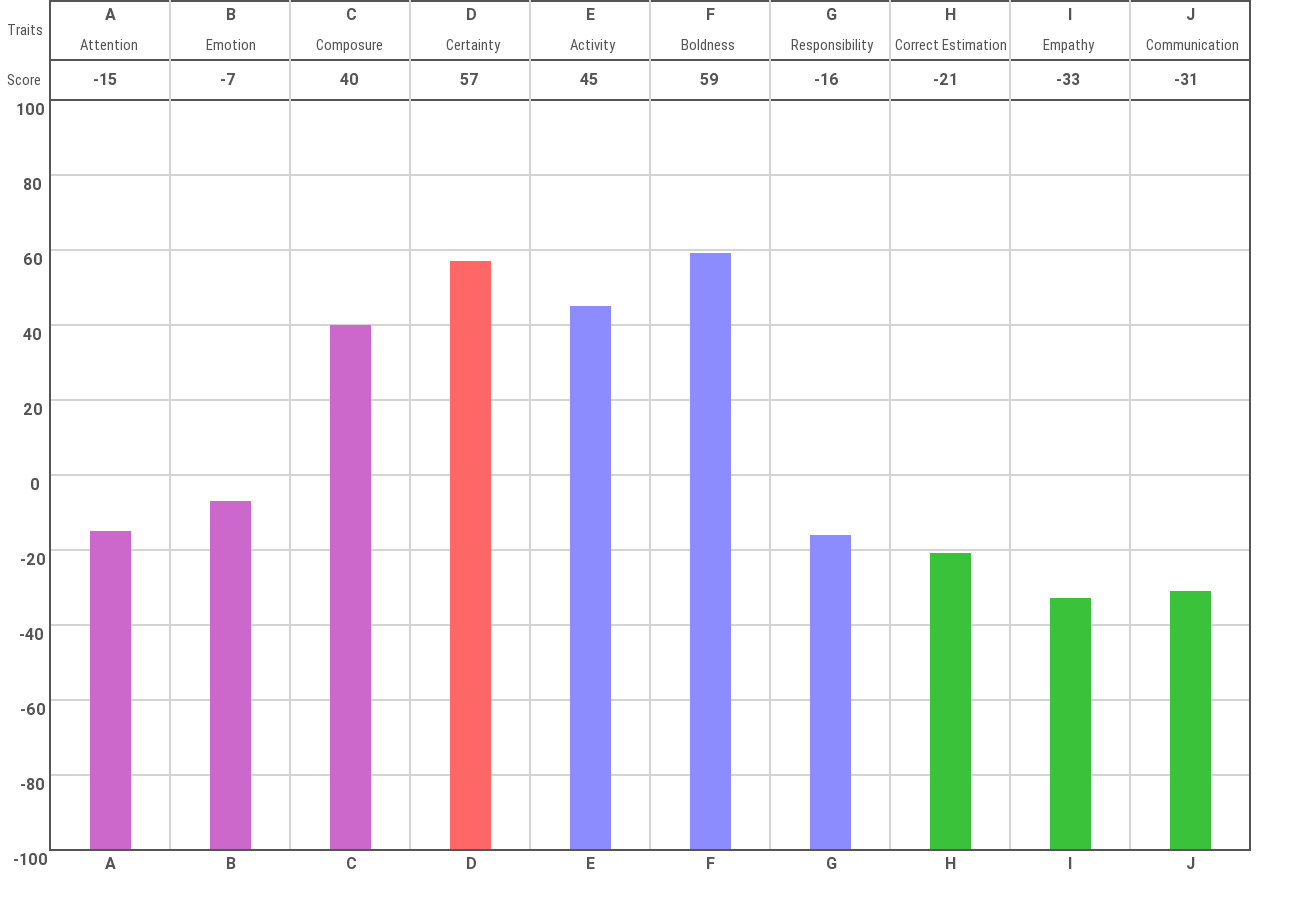 Traits A B C D E F G H I J
Attention Emotion Composure Certainty Activity Boldness Responsibility Correct Estimation Empathy Communication
Score -15 -7 40 57 45 59 -16 -21 -33 -31
100
80
60
40
20
0
-20
-40
-60
-80
-100
A B C D E F G H I J